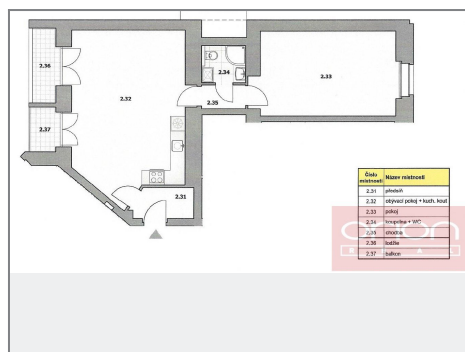 2.36
2.34
2.33
2.32
2.35
2.37
2.31
Číslo místnosti Název místnosti
2.31 předsíň
2.32 obývací pokoj + kuch. kout
2.33 pokoj
2.34 koupelna + WC
2.35 chodba
2.36 lodžie
2.37 balkon
orion